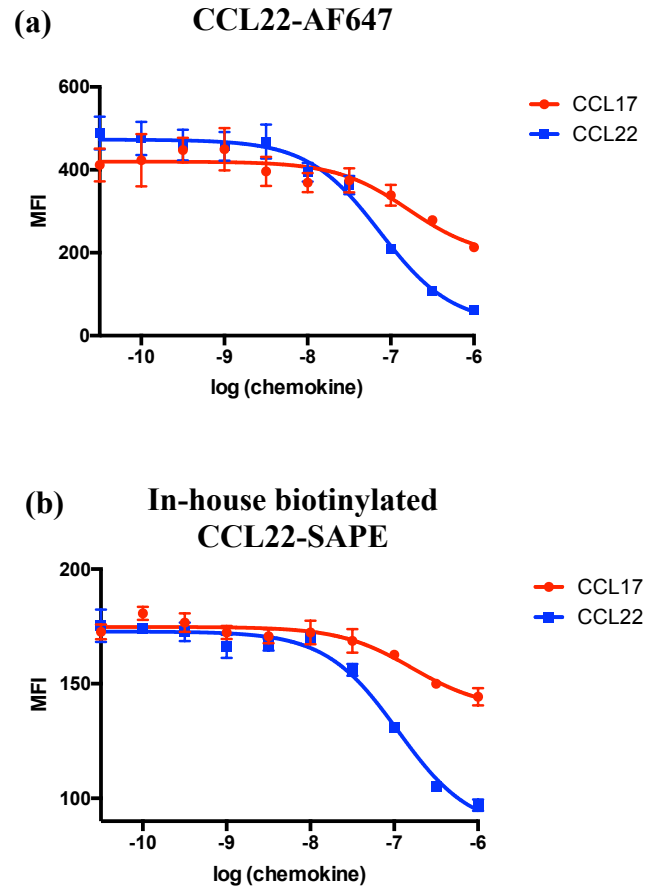 (a)
CCL22-AF647
600
400
200
0
MFI
-10 -9 -8 -7 -6
log (chemokine)
CCL17
CCL22
(b)
In-house biotinylated
CCL22-SAPE
200
150
100
MFI
-10 -9 -8 -7 -6
log (chemokine)
CCL17
CCL22